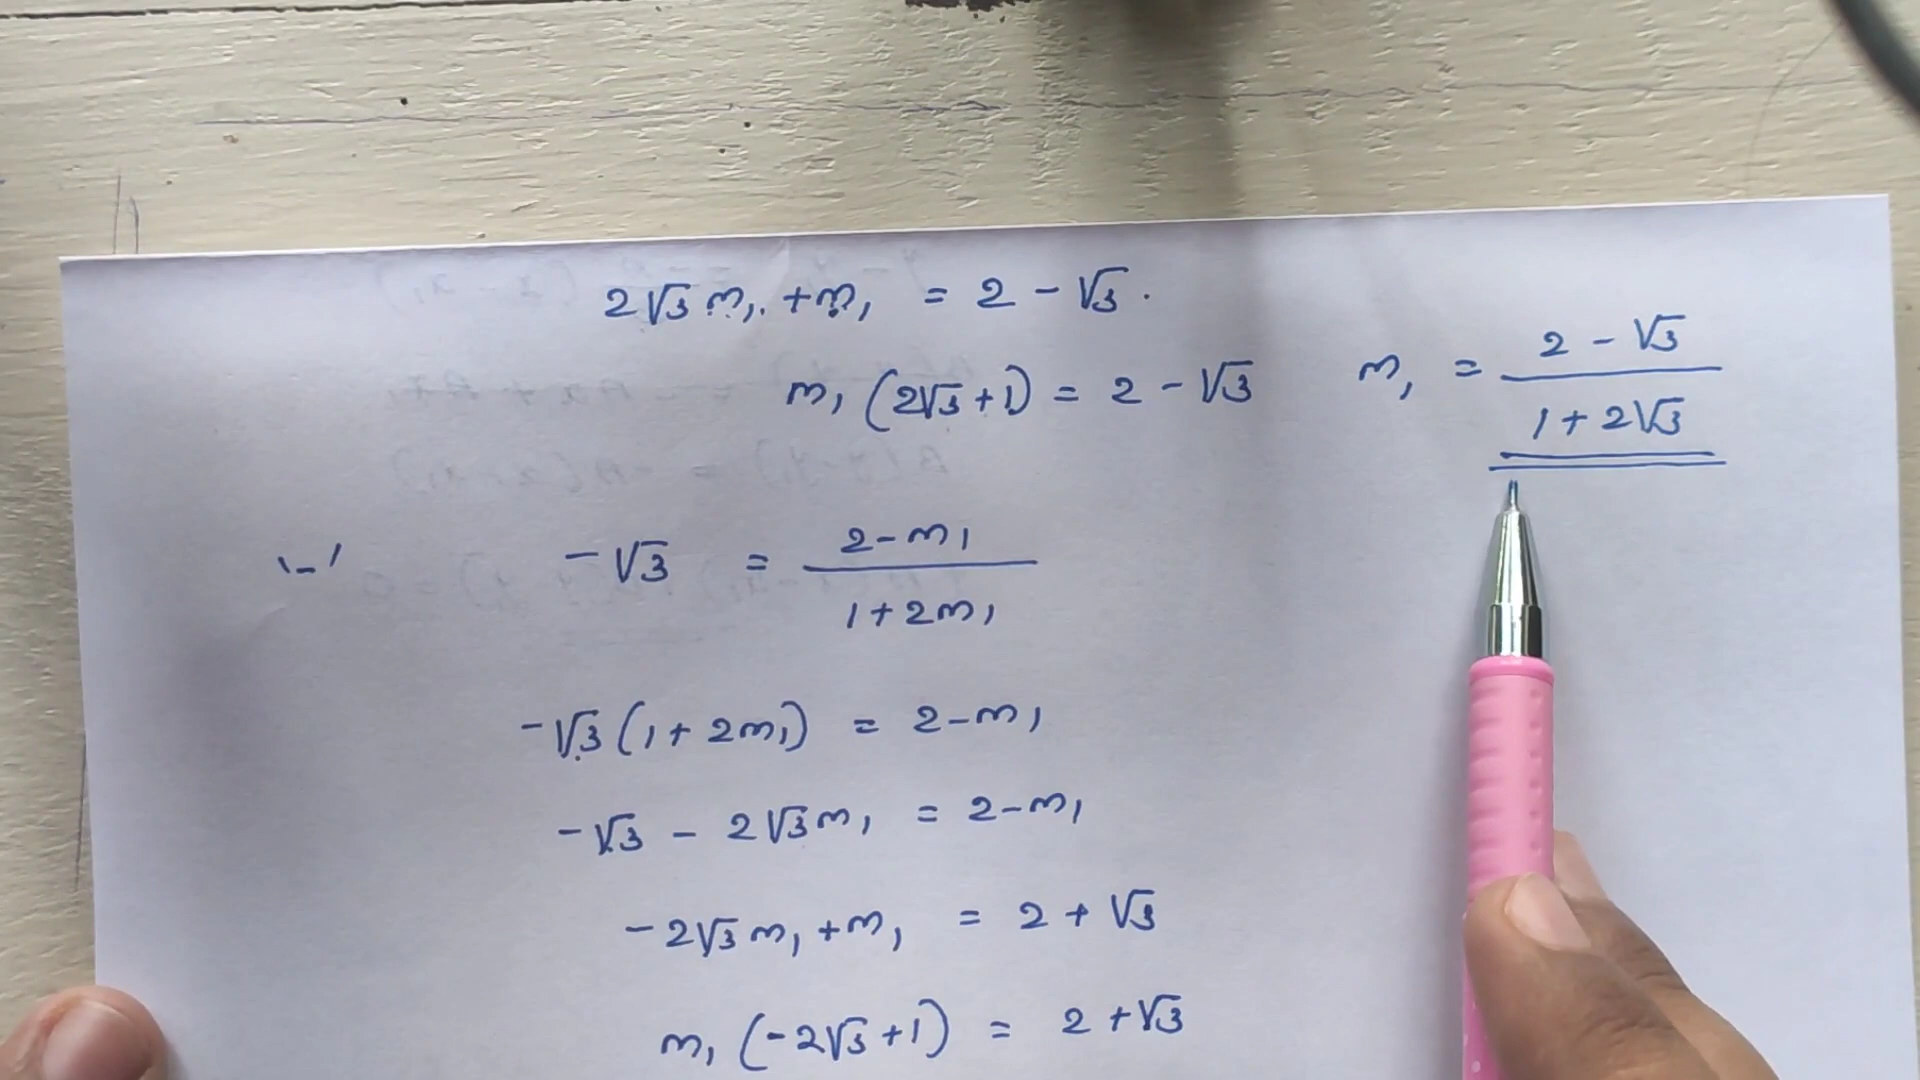 2√3 m₁ + m₁ = 2 - √3.
m₁ (2√3 + 1) = 2 - √3    m₁ = (2 - √3)/(1 + 2√3)
'-' -√3 = (2 - m₁)/(1 + 2m₁)
-√3 (1 + 2m₁) = 2 - m₁
-√3 - 2√3 m₁ = 2 - m₁
-2√3 m₁ + m₁ = 2 + √3
m₁ (-2√3 + 1) = 2 + √3